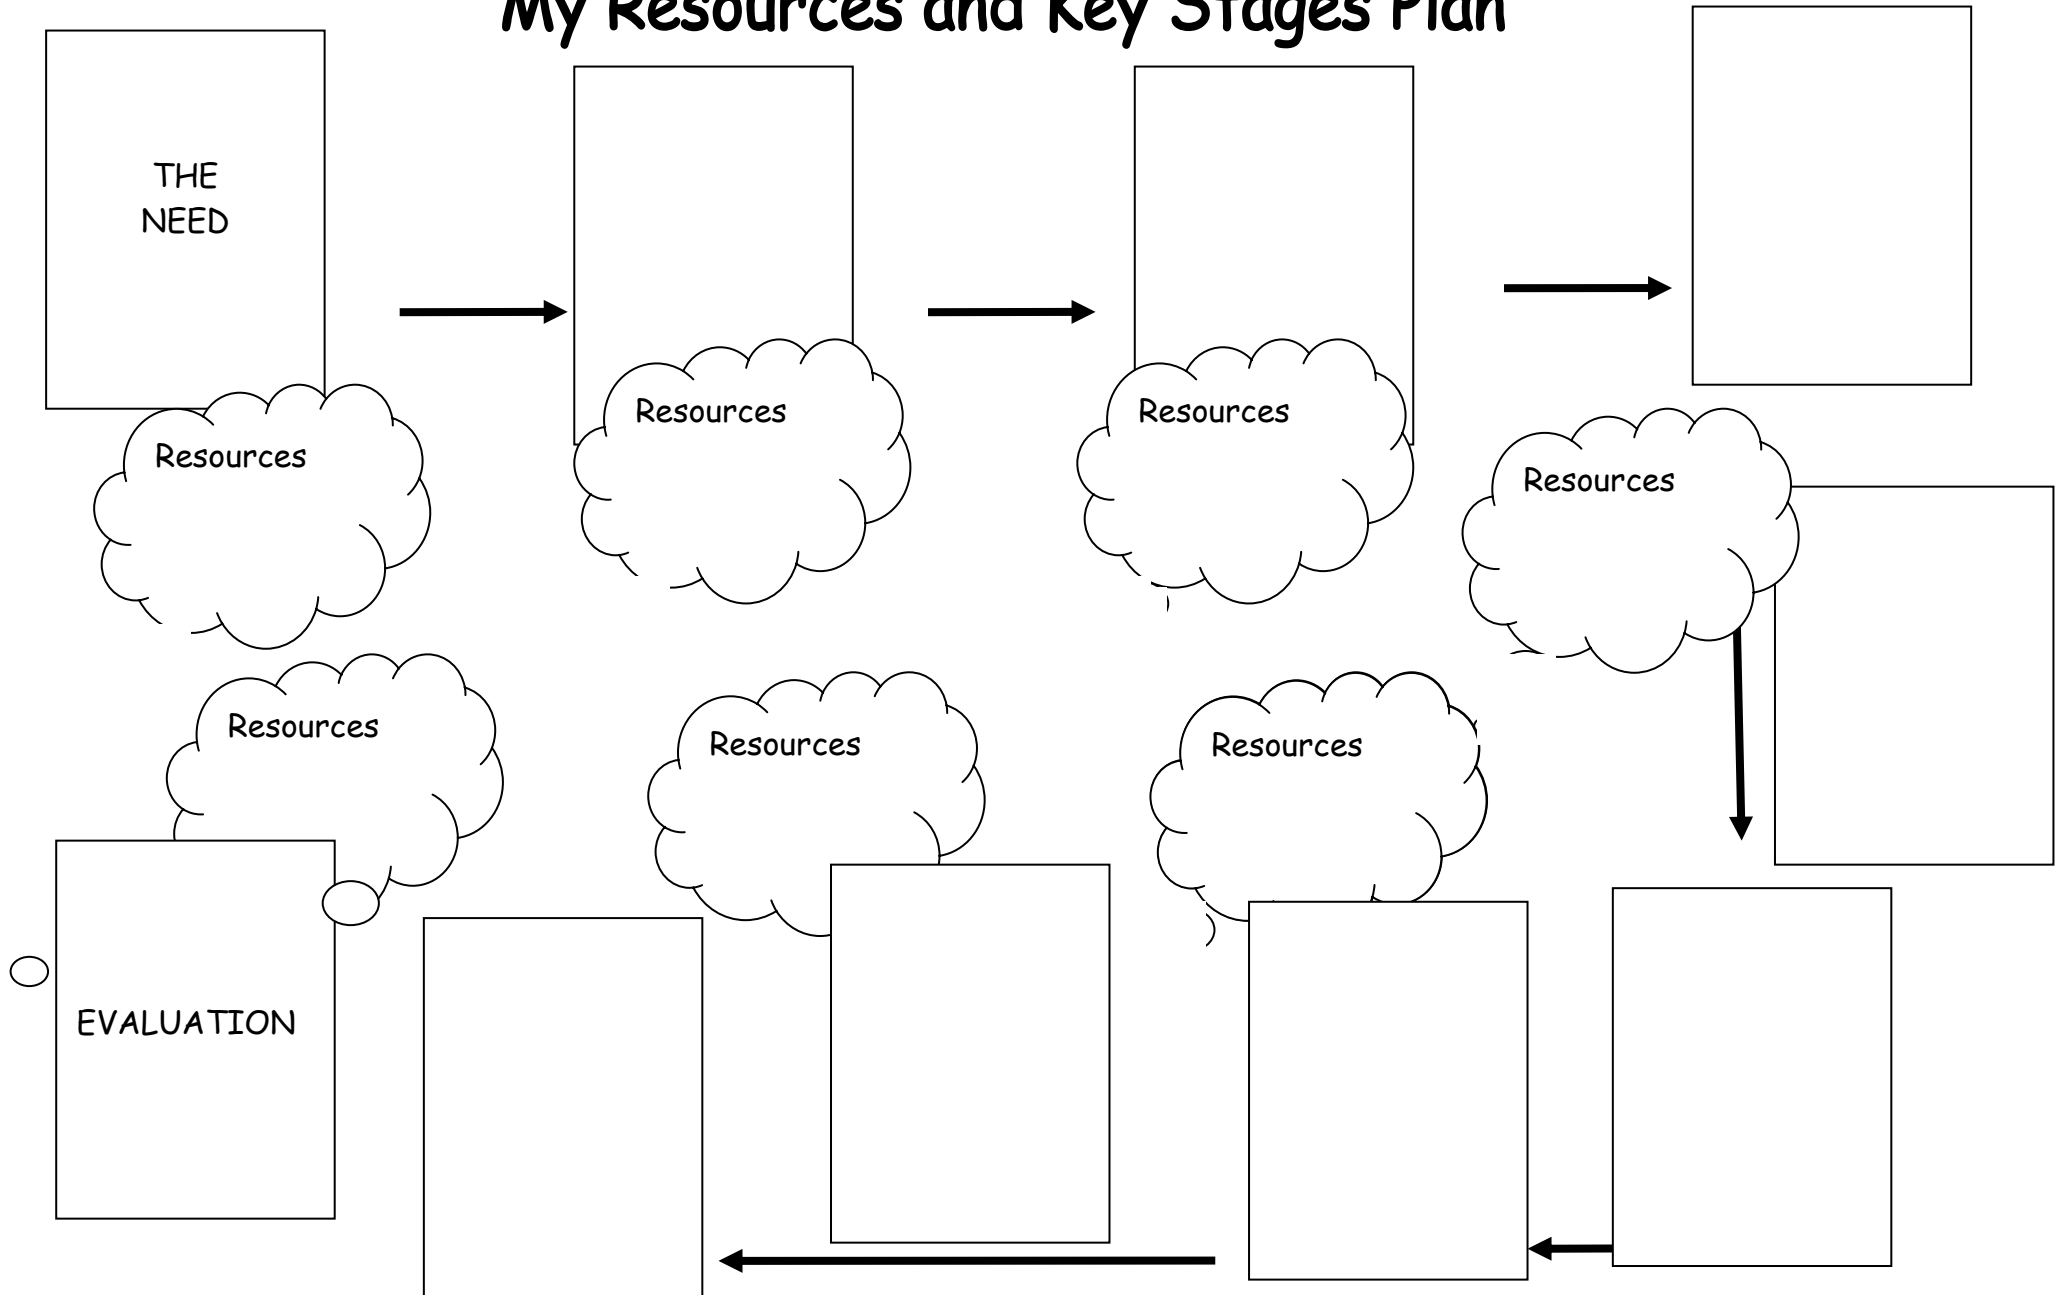 My Resources and Key Stages Plan
THE
NEED
Resources
Resources
Resources
Resources
Resources
Resources
Resources
EVALUATION